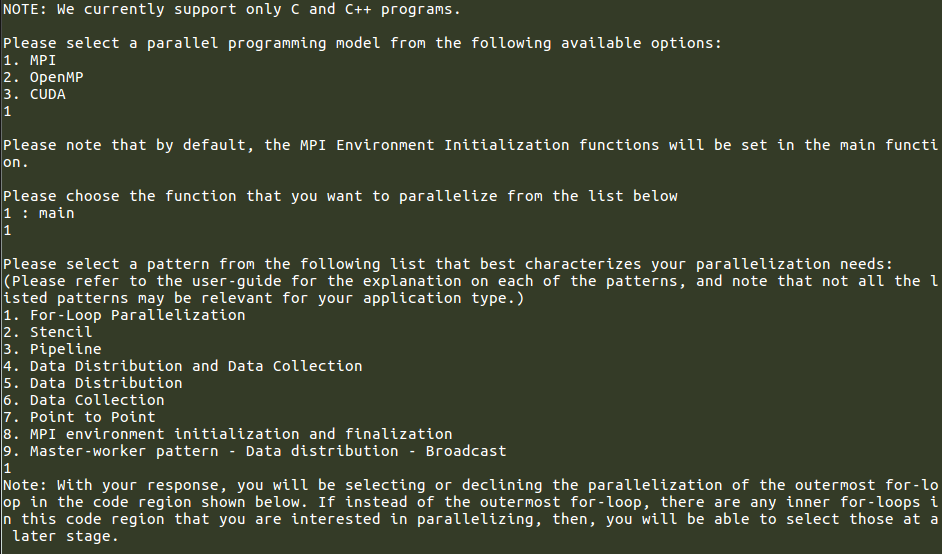 NOTE: We currently support only C and C++ programs.
Please select a parallel programming model from the following available options:
1. MPI
2. OpenMP
3. CUDA
1
Please note that by default, the MPI Environment Initialization functions will be set in the main functi
on.
Please choose the function that you want to parallelize from the list below
1 : main
1
Please select a pattern from the following list that best characterizes your parallelization needs:
(Please refer to the user-guide for the explanation on each of the patterns, and note that not all the l
isted patterns may be relevant for your application type.)
1. For-Loop Parallelization
2. Stencil
3. Pipeline
4. Data Distribution and Data Collection
5. Data Distribution
6. Data Collection
7. Point to Point
8. MPI environment initialization and finalization
9. Master-worker pattern - Data distribution - Broadcast
1
Note: With your response, you will be selecting or declining the parallelization of the outermost for-lo
op in the code region shown below. If instead of the outermost for-loop, there are any inner for-loops i
n this code region that you are interested in parallelizing, then, you will be able to select those at a
 later stage.